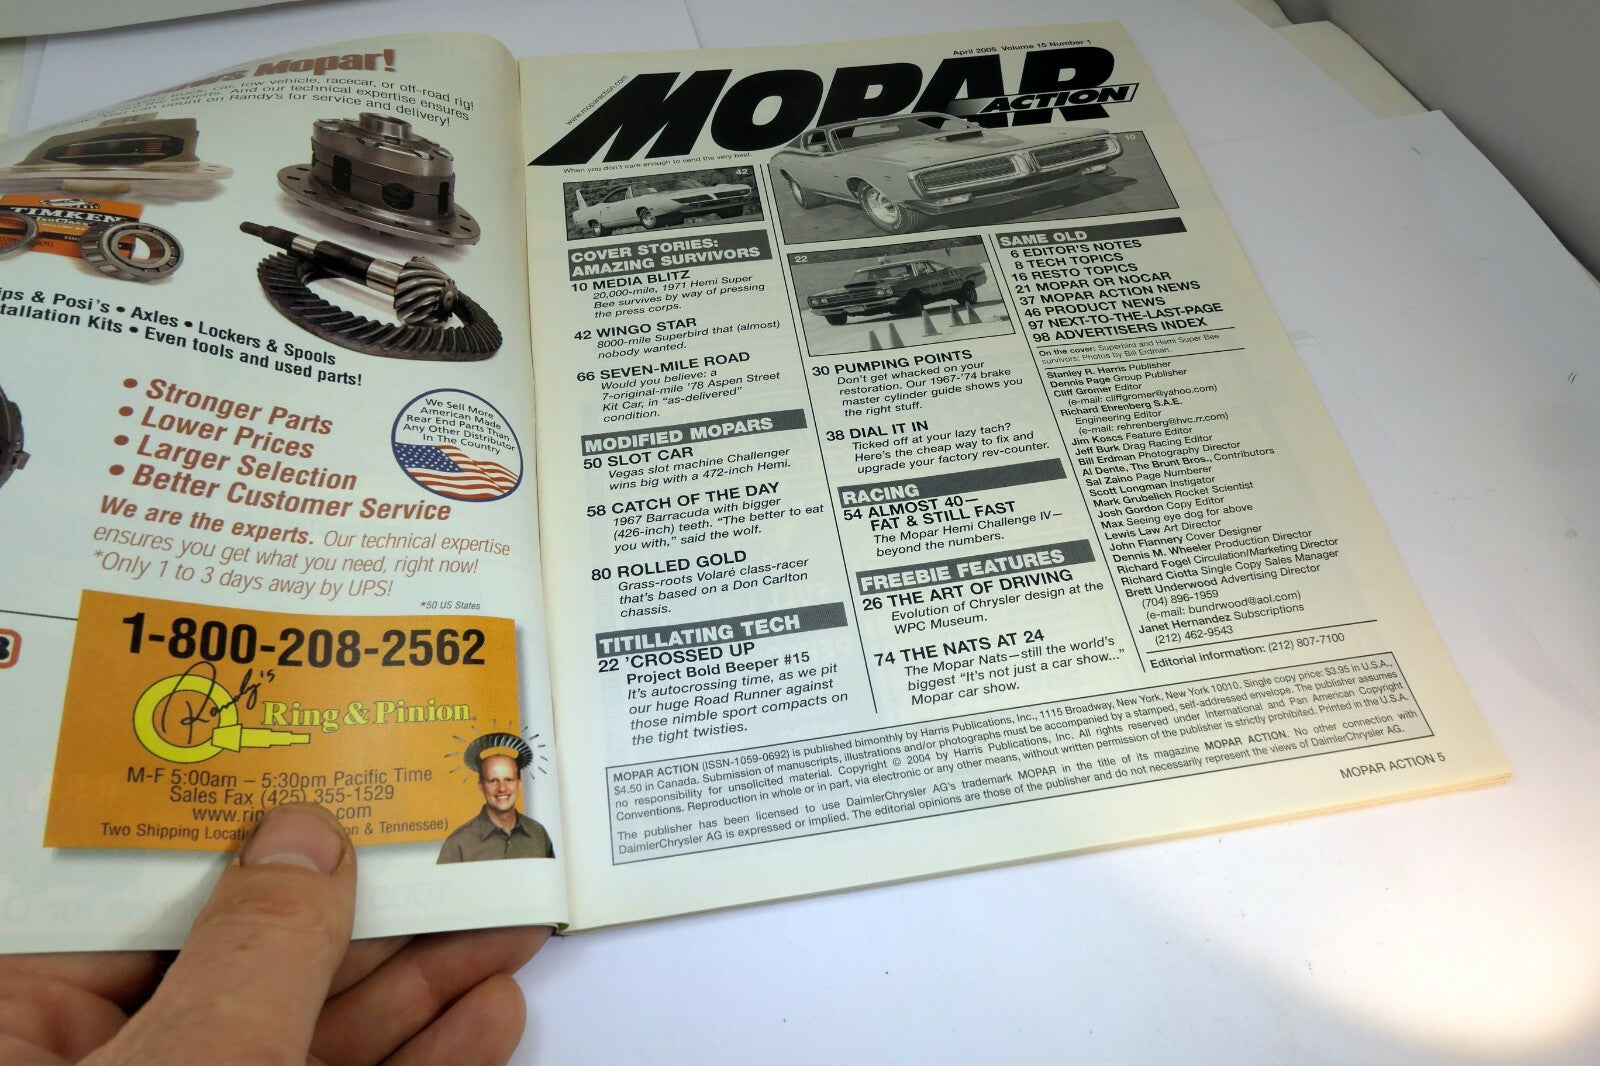 Mopar!
tow vehicle, racecar, or off-road rig!
And our technical expertise ensures
count on Randy's for service and delivery!
TIMKEN
& Posi's • Axles • Lockers & Spools
Kits • Even tools and used parts!
• Stronger Parts
• Lower Prices
• Larger Selection
• Better Customer Service
We Sell More
American Made
Rear End Parts Than
Any Other Distributor
In The Country
We are the experts. Our technical expertise
ensures you get what you need, right now!
*Only 1 to 3 days away by UPS!
*50 US States
1-800-208-2562
Randy's
Ring & Pinion
M-F 5:00am – 5:30pm Pacific Time
Sales Fax (425) 355-1529
Two Shipping
& Tennessee)
April 2005 Volume 15 Number 1
www.moparaction.com
MOPAR
ACTION
When you don't care enough to send the very best.
42
10
COVER STORIES:
AMAZING SURVIVORS
10 MEDIA BLITZ
20,000-mile, 1971 Hemi Super
Bee survives by way of pressing
the press corps.
42 WINGO STAR
8000-mile Superbird that (almost)
nobody wanted.
66 SEVEN-MILE ROAD
Would you believe: a
7-original-mile '78 Aspen Street
Kit Car, in "as-delivered"
condition.
MODIFIED MOPARS
50 SLOT CAR
Vegas slot machine Challenger
wins big with a 472-inch Hemi.
58 CATCH OF THE DAY
1967 Barracuda with bigger
(426-inch) teeth. "The better to eat
you with," said the wolf.
80 ROLLED GOLD
Grass-roots Volaré class-racer
that's based on a Don Carlton
chassis.
TITILLATING TECH
22 'CROSSED UP
Project Bold Beeper #15
It's autocrossing time, as we pit
our huge Road Runner against
those nimble sport compacts on
the tight twisties.
22
30 PUMPING POINTS
Don't get whacked on your
restoration. Our 1967-'74 brake
master cylinder guide shows you
the right stuff.
38 DIAL IT IN
Ticked off at your lazy tach?
Here's the cheap way to fix and
upgrade your factory rev-counter.
RACING
54 ALMOST 40—
FAT & STILL FAST
The Mopar Hemi Challenge IV—
beyond the numbers.
FREEBIE FEATURES
26 THE ART OF DRIVING
Evolution of Chrysler design at the
WPC Museum.
74 THE NATS AT 24
The Mopar Nats—still the world's
biggest "It's not just a car show..."
Mopar car show.
SAME OLD
6 EDITOR'S NOTES
8 TECH TOPICS
16 RESTO TOPICS
21 MOPAR OR NOCAR
37 MOPAR ACTION NEWS
46 PRODUCT NEWS
97 NEXT-TO-THE-LAST-PAGE
98 ADVERTISERS INDEX
On the cover: Superbird and Hemi Super Bee
survivors; Photos by Bill Erdman.
Stanley R. Harris Publisher
Dennis Page Group Publisher
Cliff Gromer Editor
(e-mail: cliffgromer@yahoo.com)
Richard Ehrenberg S.A.E.
Engineering Editor
(e-mail: rehrenberg@hvc.rr.com)
Jim Koscs Feature Editor
Jeff Burk Drag Racing Editor
Bill Erdman Photography Director
Al Dente, The Brunt Bros., Contributors
Sal Zaino Page Numberer
Scott Longman Instigator
Mark Grubelich Rocket Scientist
Josh Gordon Copy Editor
Max Seeing eye dog for above
Lewis Law Art Director
John Flannery Cover Designer
Dennis M. Wheeler Production Director
Richard Fogel Circulation/Marketing Director
Richard Ciotta Single Copy Sales Manager
Brett Underwood Advertising Director
(704) 896-1959
(e-mail: bundrwood@aol.com)
Janet Hernandez Subscriptions
(212) 462-9543
Editorial information: (212) 807-7100
MOPAR ACTION (ISSN-1059-0692) is published bimonthly by Harris Publications, Inc., 1115 Broadway, New York, New York 10010. Single copy price: $3.95 in U.S.A.,
$4.50 in Canada. Submission of manuscripts, illustrations and/or photographs must be accompanied by a stamped, self-addressed envelope. The publisher assumes
no responsibility for unsolicited material. Copyright © 2004 by Harris Publications, Inc. All rights reserved under International and Pan American Copyright
Conventions. Reproduction in whole or in part, via electronic or any other means, without written permission of the publisher is strictly prohibited. Printed in the U.S.A.
The publisher has been licensed to use DaimlerChrysler AG's trademark MOPAR in the title of its magazine MOPAR ACTION. No other connection with
DaimlerChrysler AG is expressed or implied. The editorial opinions are those of the publisher and do not necessarily represent the views of DaimlerChrysler AG.
MOPAR ACTION 5